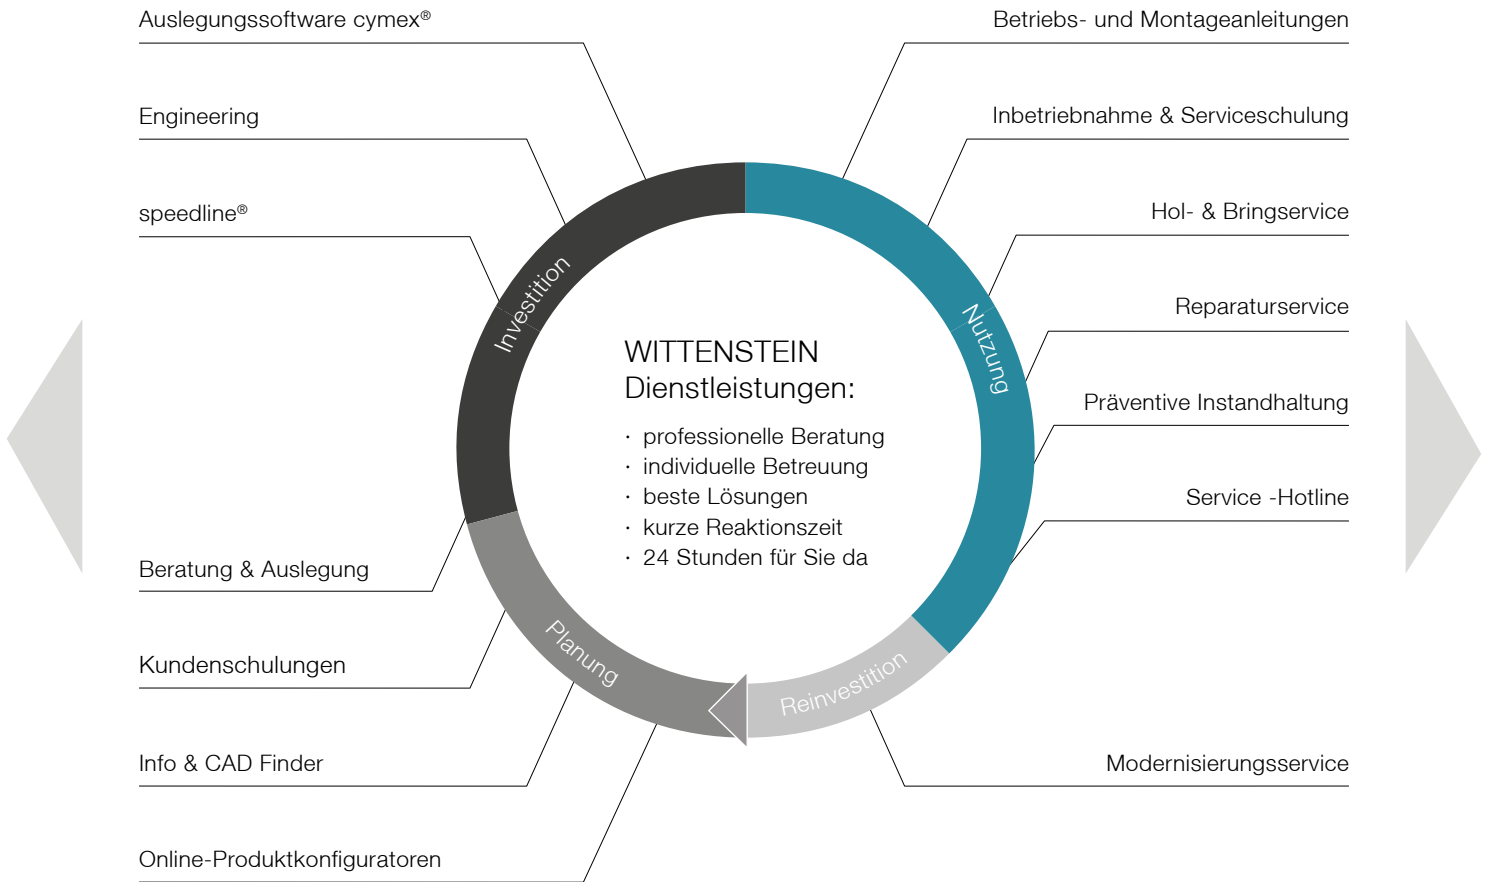 Auslegungssoftware cymex®
Engineering
speedline®
Beratung & Auslegung
Kundenschulungen
Info & CAD Finder
Online-Produktkonfiguratoren
Investition
Planung
WITTENSTEIN
Dienstleistungen:
· professionelle Beratung
· individuelle Betreuung
· beste Lösungen
· kurze Reaktionszeit
· 24 Stunden für Sie da
Nutzung
Reinvestition
Betriebs- und Montageanleitungen
Inbetriebnahme & Serviceschulung
Hol- & Bringservice
Reparaturservice
Präventive Instandhaltung
Service -Hotline
Modernisierungsservice